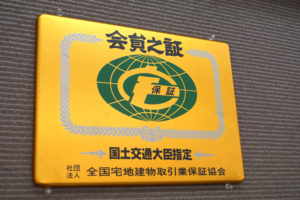 会員之証
保証
国土交通大臣指定
社団法人 全国宅地建物取引業保証協会